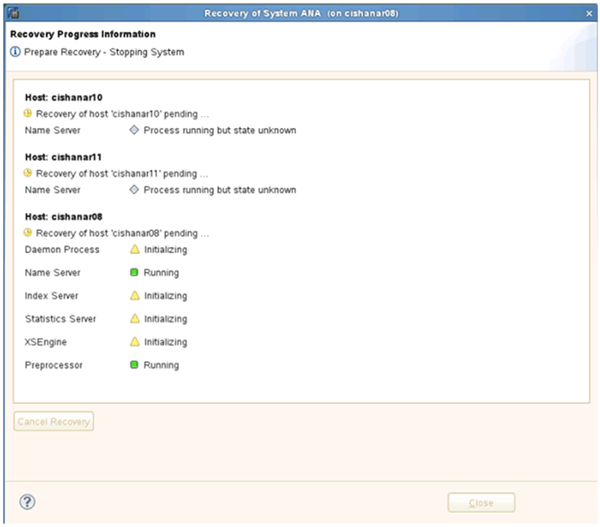 Recovery of System ANA (on cishanar08)
Recovery Progress Information
Prepare Recovery - Stopping System
Host: cishanar10
Recovery of host 'cishanar10' pending ...
Name Server Process running but state unknown
Host: cishanar11
Recovery of host 'cishanar11' pending ...
Name Server Process running but state unknown
Host: cishanar08
Recovery of host 'cishanar08' pending ...
Daemon Process Initializing
Name Server Running
Index Server Initializing
Statistics Server Initializing
XSEngine Initializing
Preprocessor Running
Cancel Recovery
Close